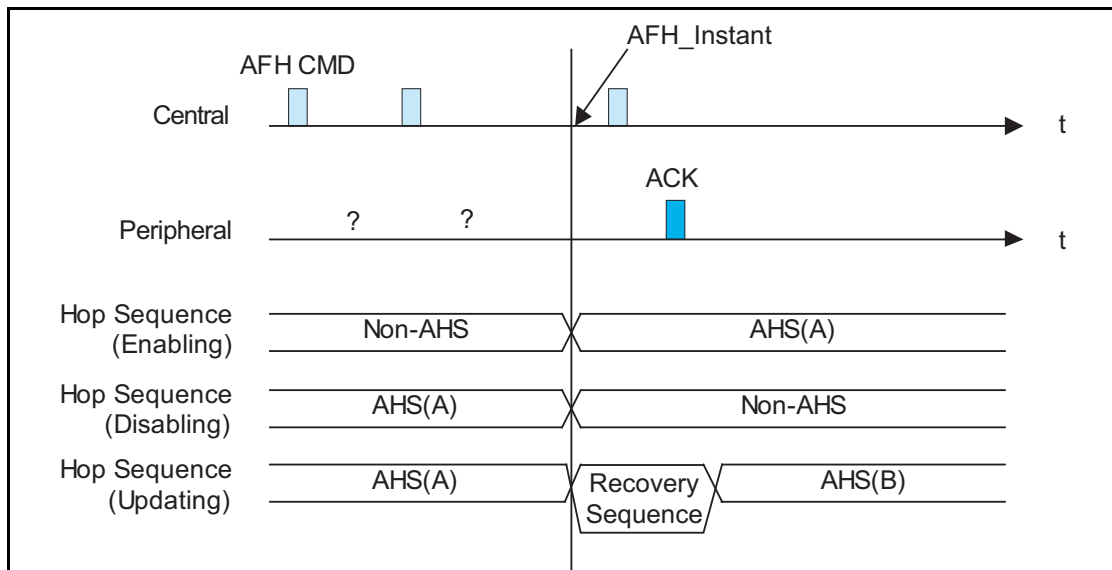 AFH_Instant
AFH CMD
Central
t
ACK
? ?
Peripheral
t
Hop Sequence
(Enabling)
Non-AHS
AHS(A)
Hop Sequence
(Disabling)
AHS(A)
Non-AHS
Hop Sequence
(Updating)
AHS(A)
Recovery
Sequence
AHS(B)